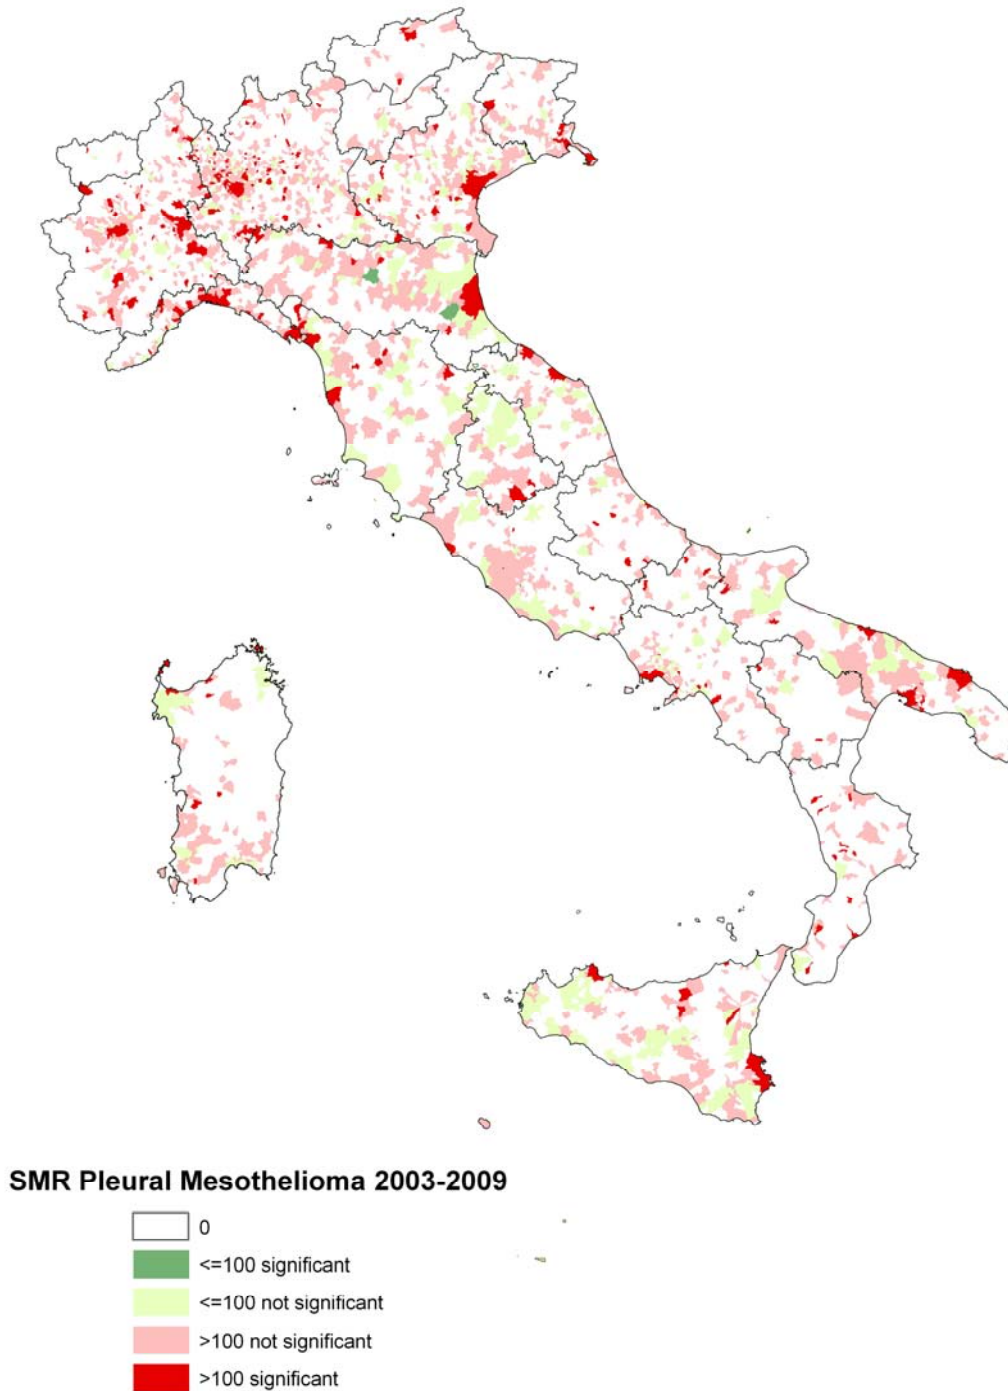 SMR Pleural Mesothelioma 2003-2009
0
<=100 significant
<=100 not significant
>100 not significant
>100 significant